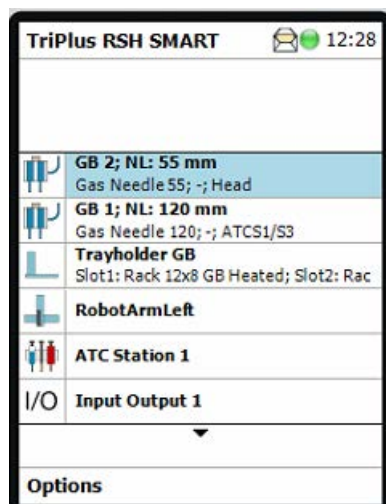 TriPlus RSH SMART 12:28
GB 2; NL: 55 mm
Gas Needle 55; -; Head
GB 1; NL: 120 mm
Gas Needle 120; -; ATCS1/S3
Trayholder GB
Slot1: Rack 12x8 GB Heated; Slot2: Rac
RobotArmLeft
ATC Station 1
I/O Input Output 1
Options